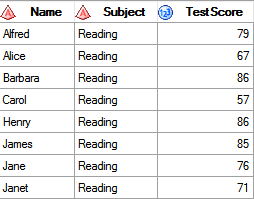 Name Subject TestScore
Alfred Reading 79
Alice Reading 67
Barbara Reading 86
Carol Reading 57
Henry Reading 86
James Reading 85
Jane Reading 76
Janet Reading 71